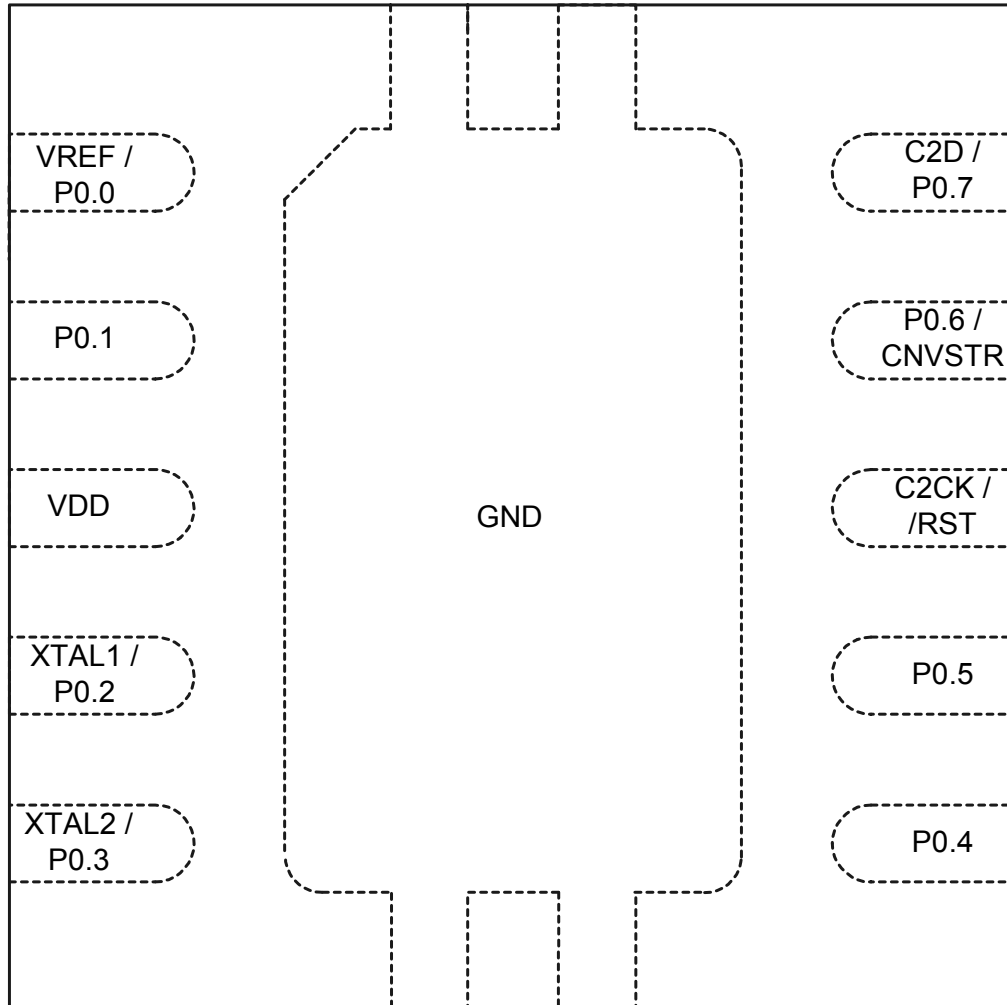 VREF /
P0.0
P0.1
VDD
XTAL1 /
P0.2
XTAL2 /
P0.3
GND
C2D /
P0.7
P0.6 /
CNVSTR
C2CK /
/RST
P0.5
P0.4